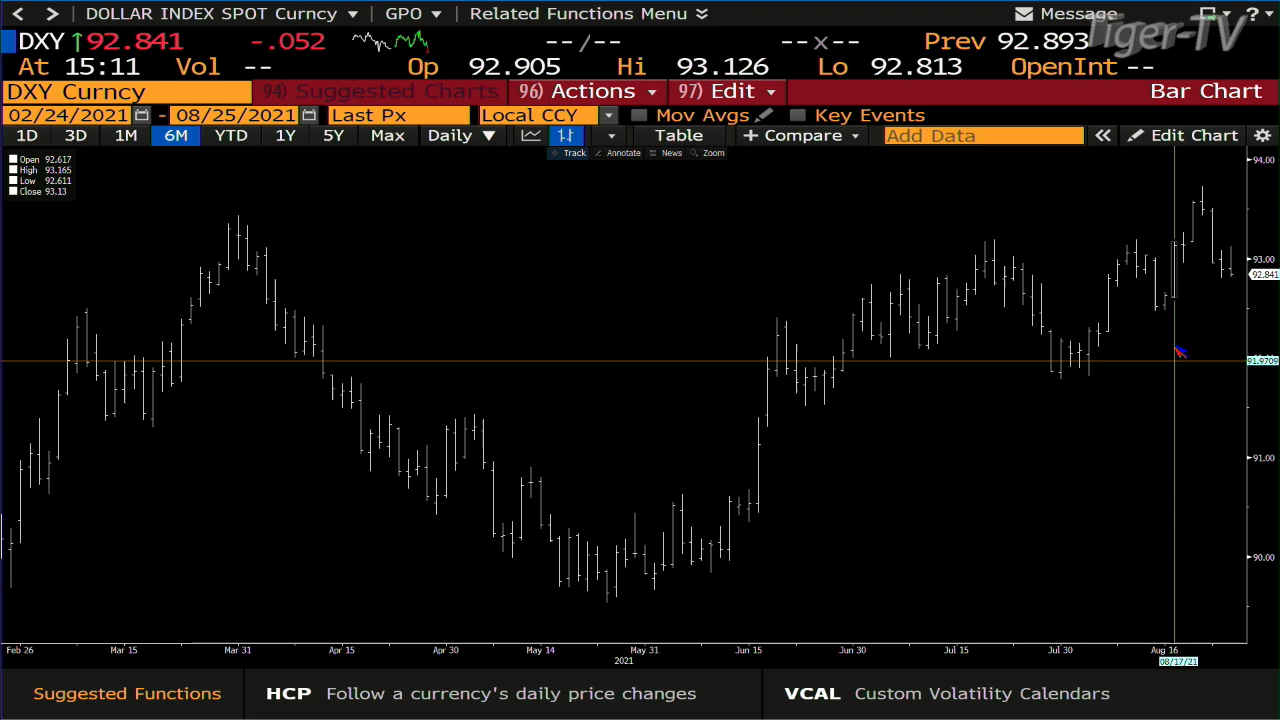 DOLLAR INDEX SPOT Curncy GPO Related Functions Menu Message ?
Tiger-TV
DXY ↑92.841 -.052 --/-- --x-- Prev 92.893
At 15:11 Vol -- Op 92.905 Hi 93.126 Lo 92.813 OpenInt --
DXY Curncy 94) Suggested Charts 96) Actions 97) Edit Bar Chart
02/24/2021 - 08/25/2021 Last Px Local CCY Mov Avgs Key Events
1D 3D 1M 6M YTD 1Y 5Y Max Daily ▼ Table + Compare Add Data Edit Chart
Track Annotate News Zoom
Open 92.617
High 93.165
Low 92.611
Close 93.13
94.00
93.00
92.841
91.9709
91.00
90.00
Feb 26 Mar 15 Mar 31 Apr 15 Apr 30 May 14 May 31 Jun 15 Jun 30 Jul 15 Jul 30 Aug 16
2021 08/17/21
Suggested Functions HCP Follow a currency's daily price changes VCAL Custom Volatility Calendars